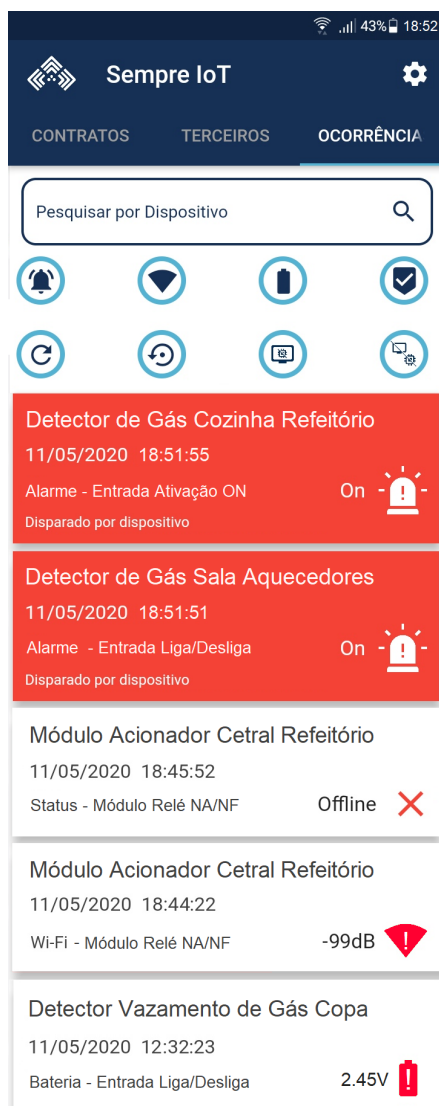 43% 18:52
Sempre IoT
CONTRATOS TERCEIROS OCORRÊNCIA
Pesquisar por Dispositivo
Detector de Gás Cozinha Refeitório
11/05/2020 18:51:55
Alarme - Entrada Ativação ON On
Disparado por dispositivo
Detector de Gás Sala Aquecedores
11/05/2020 18:51:51
Alarme - Entrada Liga/Desliga On
Disparado por dispositivo
Módulo Acionador Cetral Refeitório
11/05/2020 18:45:52
Status - Módulo Relé NA/NF Offline
Módulo Acionador Cetral Refeitório
11/05/2020 18:44:22
Wi-Fi - Módulo Relé NA/NF -99dB
Detector Vazamento de Gás Copa
11/05/2020 12:32:23
Bateria - Entrada Liga/Desliga 2.45V